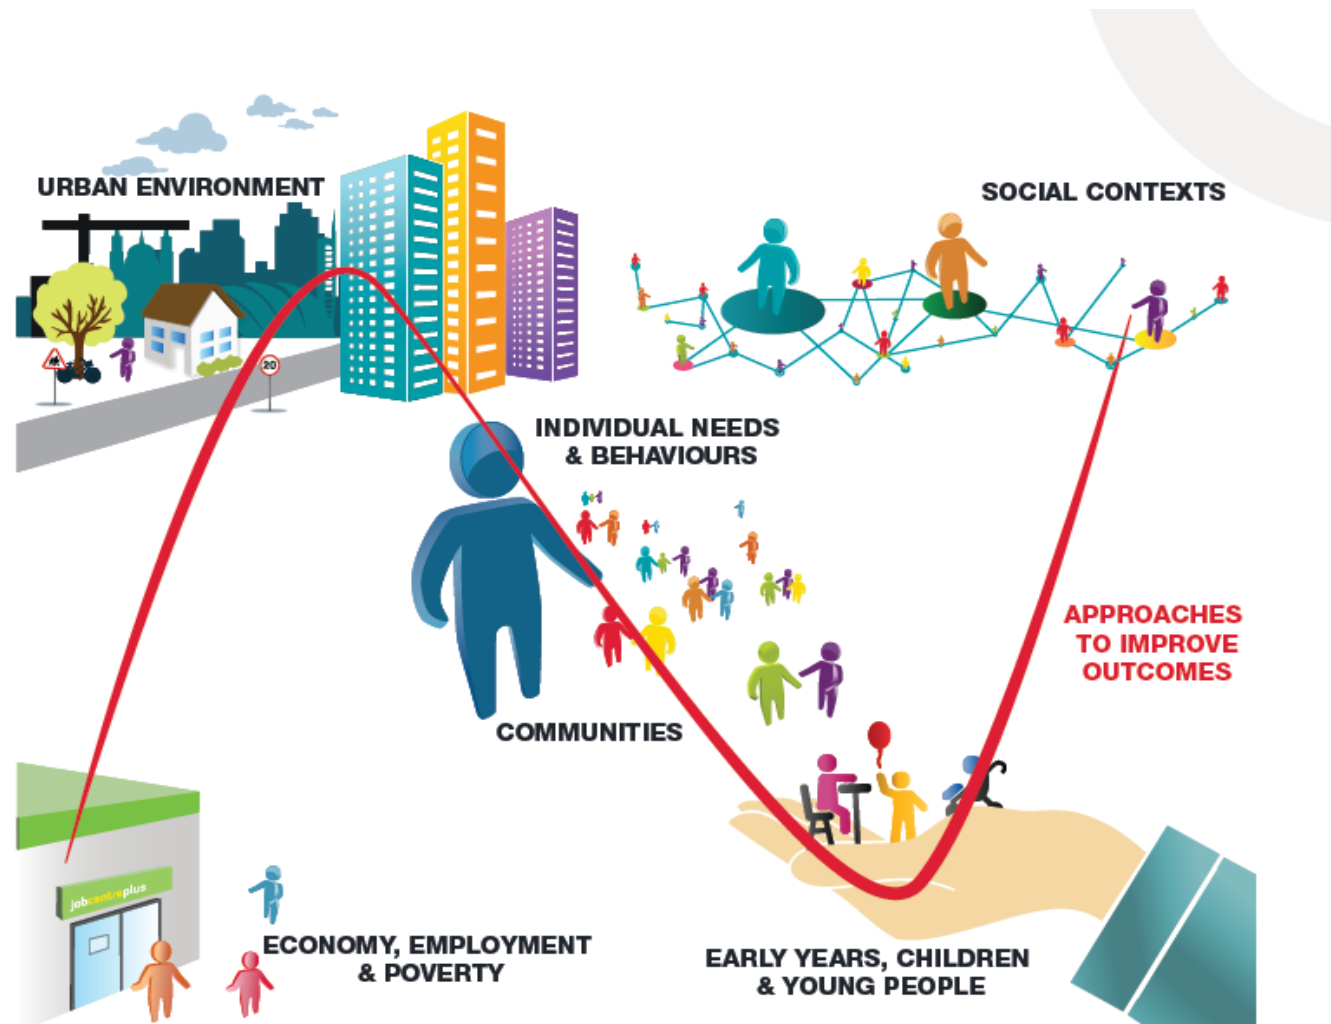 URBAN ENVIRONMENT
SOCIAL CONTEXTS
20
INDIVIDUAL NEEDS
& BEHAVIOURS
APPROACHES
TO IMPROVE
OUTCOMES
COMMUNITIES
jobcentreplus
ECONOMY, EMPLOYMENT
& POVERTY
EARLY YEARS, CHILDREN
& YOUNG PEOPLE